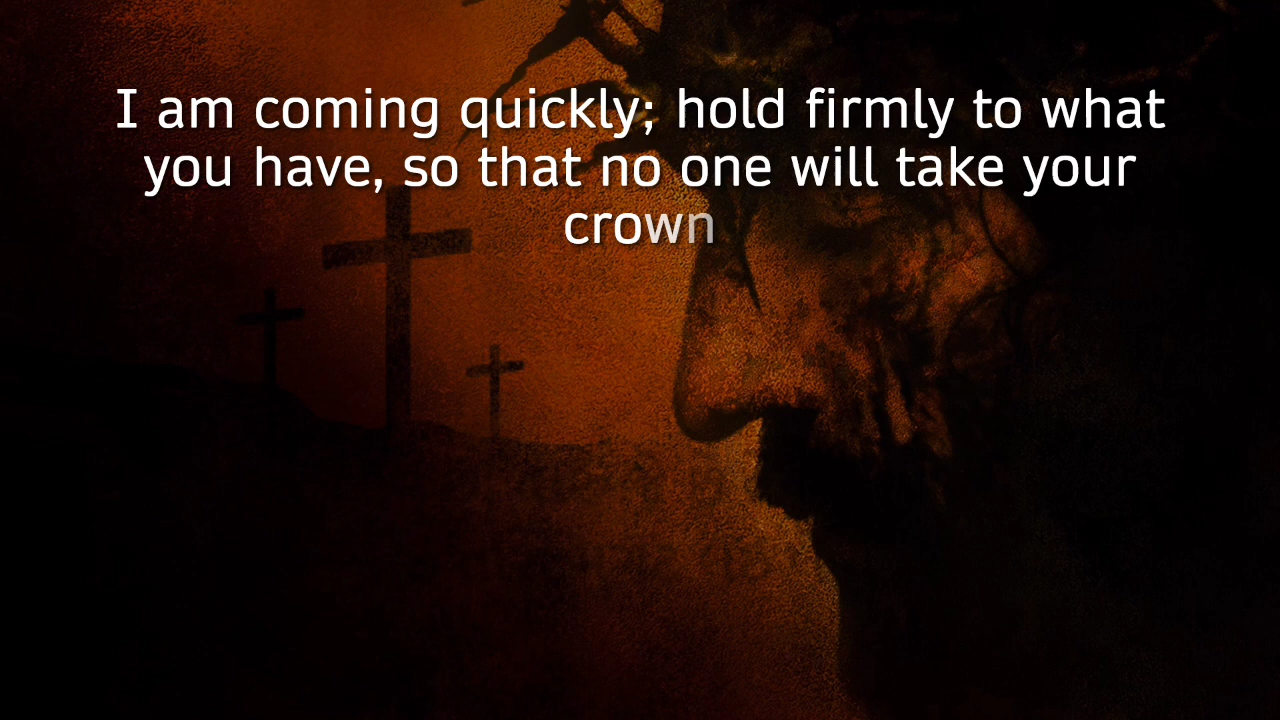 I am coming quickly; hold firmly to what
you have, so that no one will take your
crown